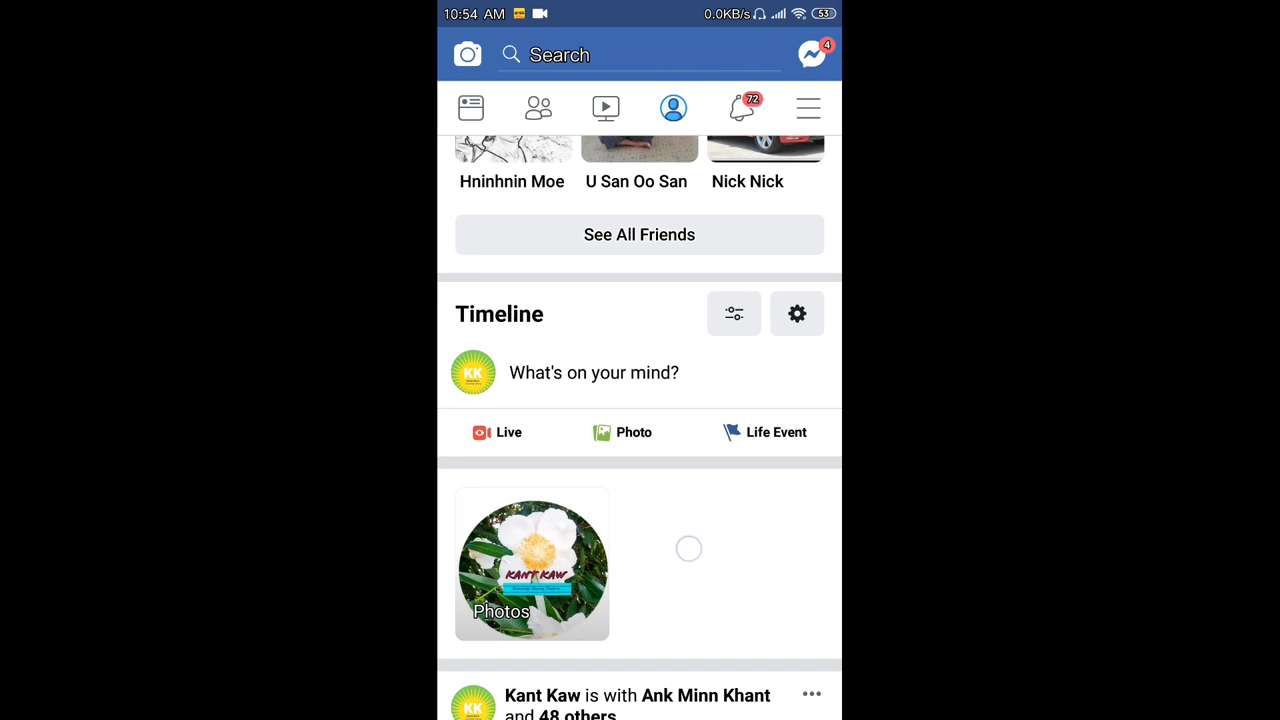 10:54 AM
0.0KB/s
53
Search
4
72
Hninhnin Moe
U San Oo San
Nick Nick
See All Friends
Timeline
KK
What's on your mind?
Live
Photo
Life Event
KANT KAW
Photos
KK
Kant Kaw is with Ank Minn Khant
and 48 others